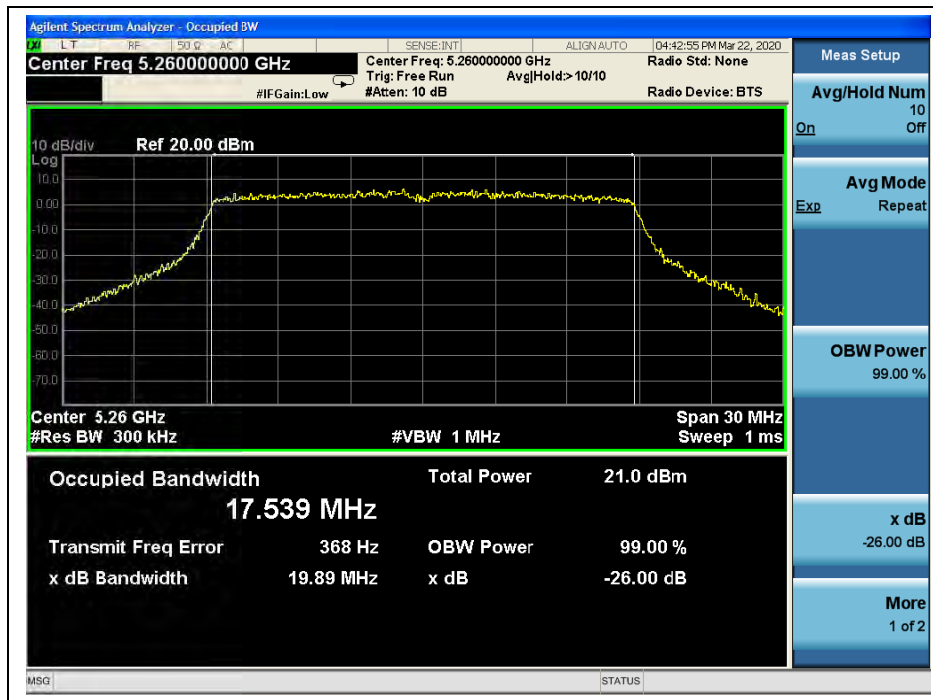 Agilent Spectrum Analyzer - Occupied BW
LXI L T RF 50 Ω AC SENSE:INT ALIGNAUTO 04:42:55 PM Mar 22, 2020
Center Freq 5.260000000 GHz
Center Freq: 5.260000000 GHz Radio Std: None
Trig: Free Run Avg|Hold:> 10/10
#IFGain:Low #Atten: 10 dB Radio Device: BTS
10 dB/div Ref 20.00 dBm
Log
10.0
0.00
-10.0
-20.0
-30.0
-40.0
-50.0
-60.0
-70.0
Center 5.26 GHz Span 30 MHz
#Res BW 300 kHz #VBW 1 MHz Sweep 1 ms
Occupied Bandwidth Total Power 21.0 dBm
17.539 MHz
Transmit Freq Error 368 Hz OBW Power 99.00 %
x dB Bandwidth 19.89 MHz x dB -26.00 dB
Meas Setup
Avg/Hold Num
10
On Off
Avg Mode
Exp Repeat
OBW Power
99.00 %
x dB
-26.00 dB
More
1 of 2
MSG STATUS